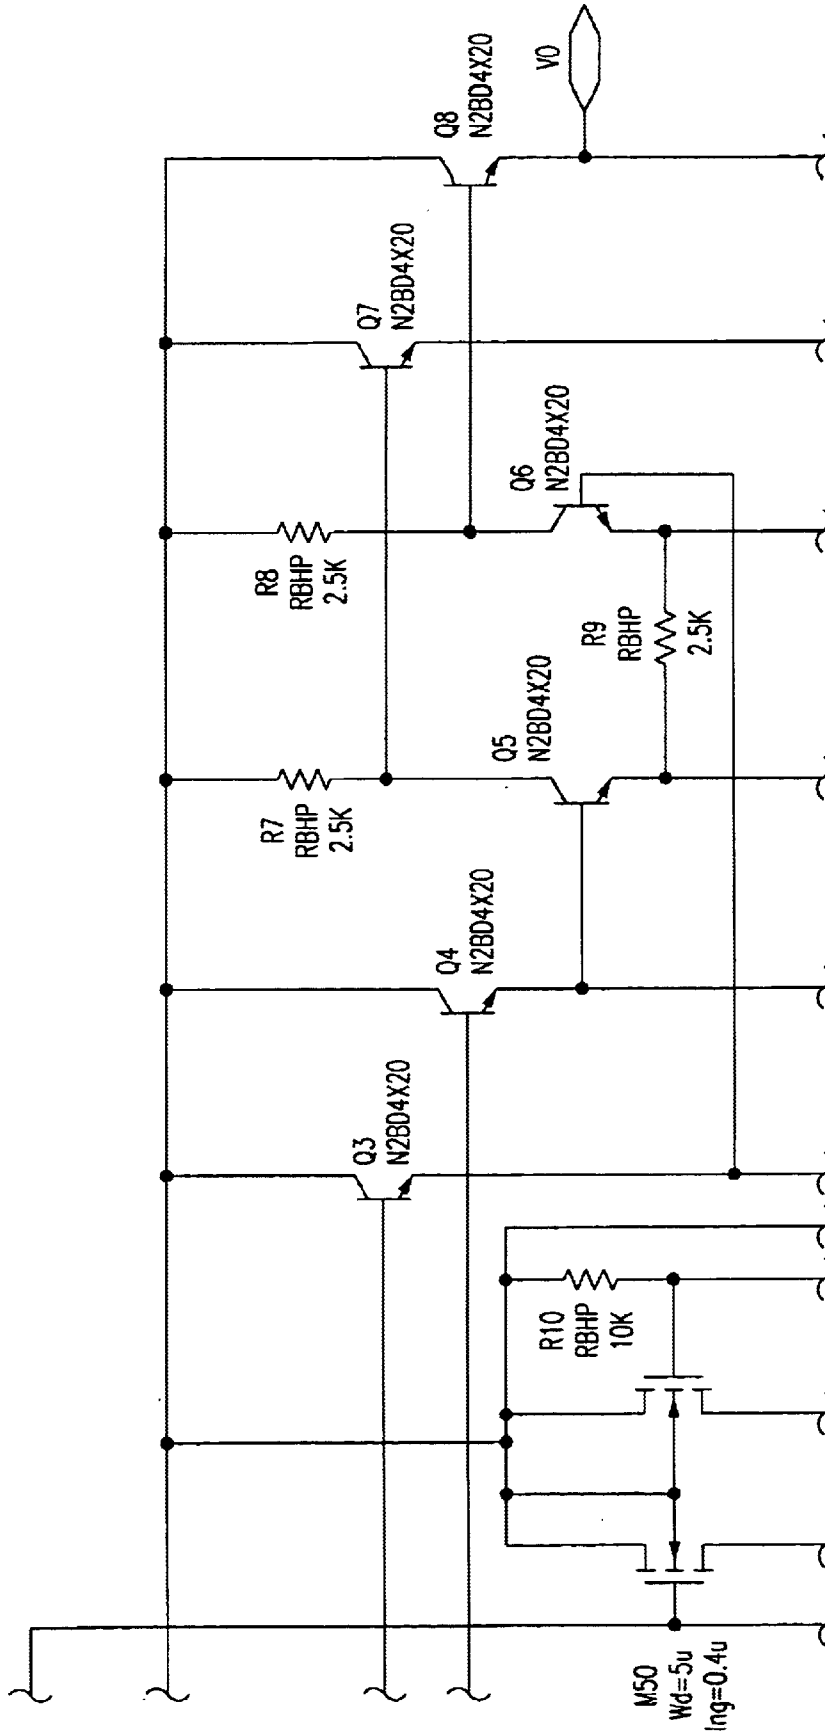 Q8
N2BD4X20
VO
Q7
N2BD4X20
Q6
N2BD4X20
R8
RBHP
2.5K
R9
RBHP
2.5K
Q5
N2BD4X20
R7
RBHP
2.5K
Q4
N2BD4X20
Q3
N2BD4X20
R10
RBHP
10K
M50
Wd=5u
lng=0.4u